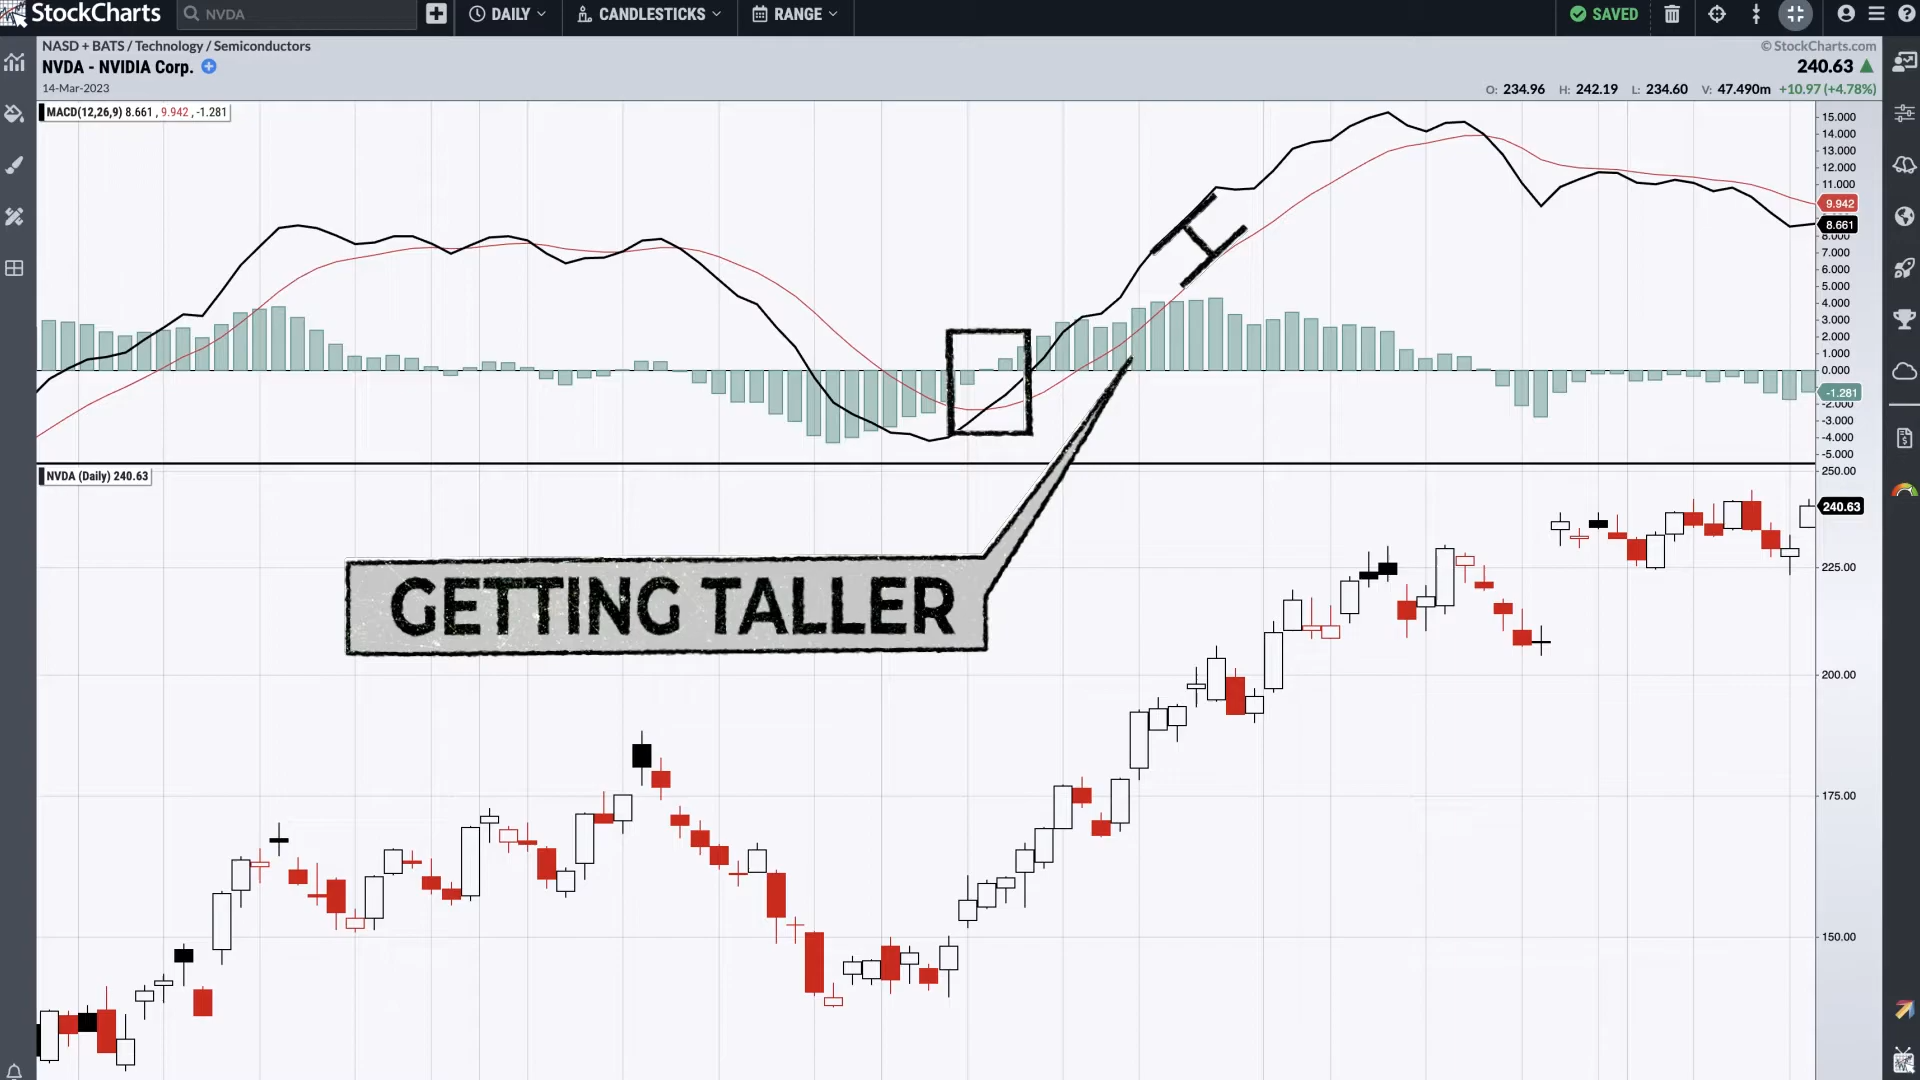 StockCharts
NVDA
DAILY
CANDLESTICKS
RANGE
SAVED
NASD + BATS / Technology / Semiconductors
© StockCharts.com
NVDA - NVIDIA Corp.
240.63
14-Mar-2023
O: 234.96 H: 242.19 L: 234.60 V: 47.490m +10.97 (+4.78%)
MACD(12,26,9) 8.661, 9.942, -1.281
15.000
14.000
13.000
12.000
11.000
9.942
8.661
8.000
7.000
6.000
5.000
4.000
3.000
2.000
1.000
0.000
-1.281
-2.000
-3.000
-4.000
-5.000
NVDA (Daily) 240.63
250.00
240.63
225.00
GETTING TALLER
200.00
175.00
150.00